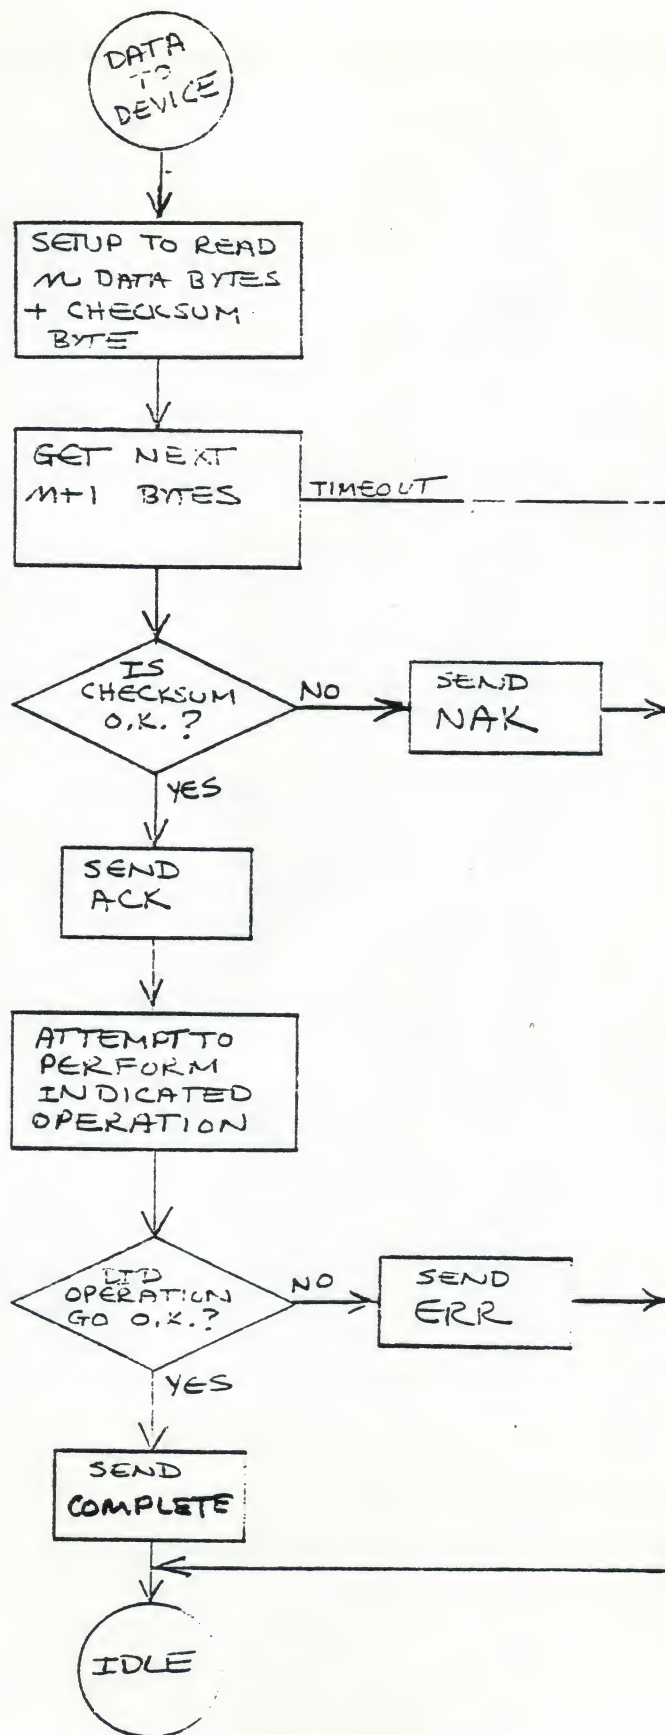 DATA
TO
DEVICE
SETUP TO READ
N DATA BYTES
+ CHECKSUM
BYTE
GET NEXT
N+1 BYTES
TIMEOUT
IS
CHECKSUM
O.K.?
NO
SEND
NAK
YES
SEND
ACK
ATTEMPT TO
PERFORM
INDICATED
OPERATION
DID
OPERATION
GO O.K.?
NO
SEND
ERR
YES
SEND
COMPLETE
IDLE